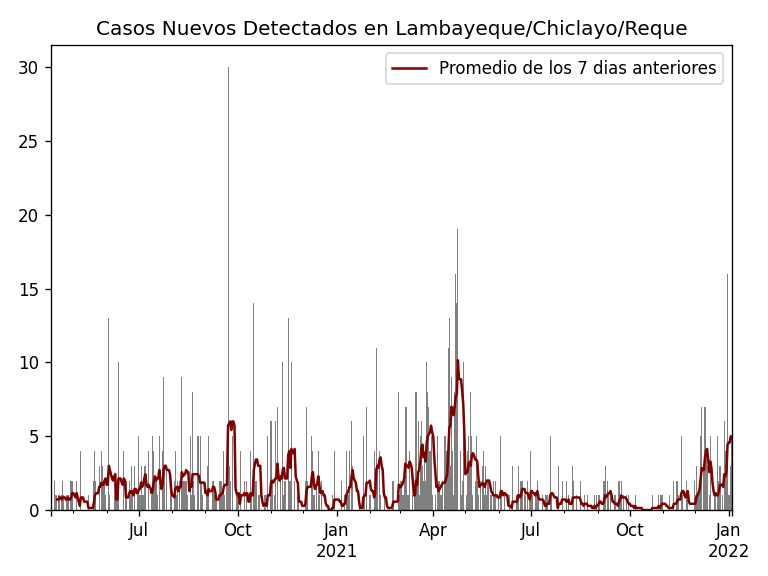 Casos Nuevos Detectados en Lambayeque/Chiclayo/Reque
Promedio de los 7 dias anteriores
30
25
20
15
10
5
0
Jul Oct Jan Apr Jul Oct Jan
2021 2022